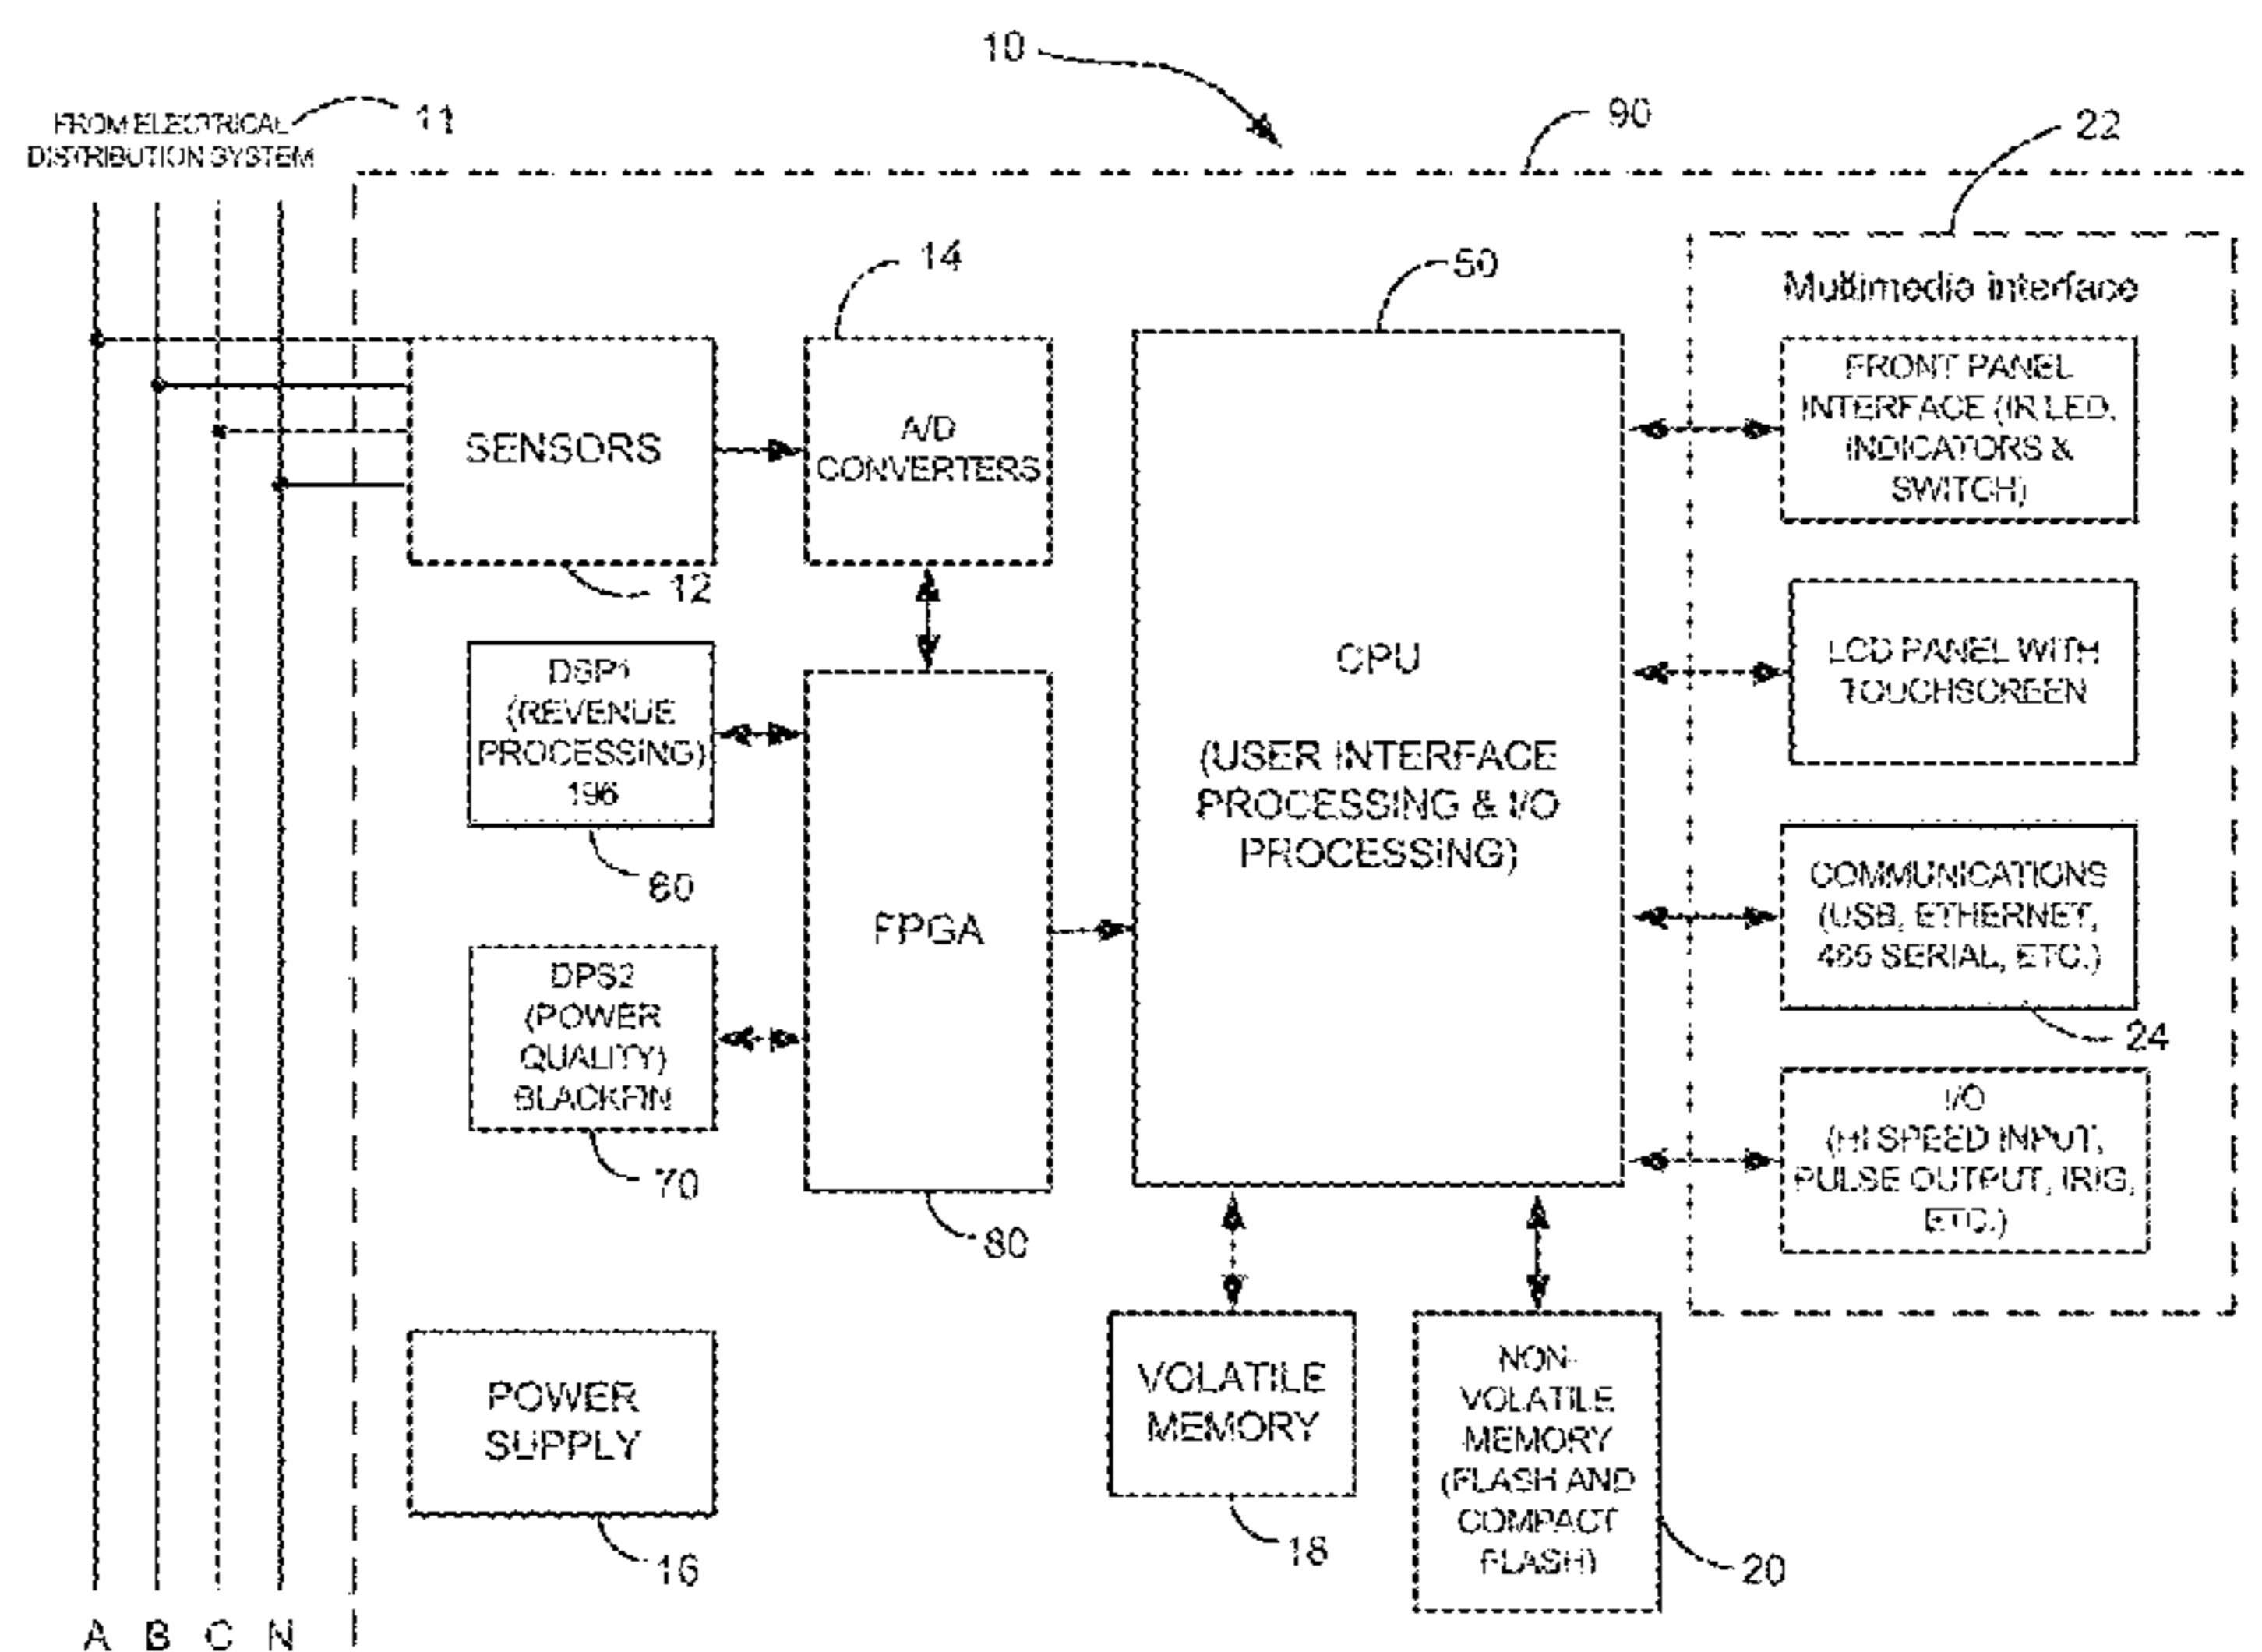 10
FROM ELECTRICAL
DISTRIBUTION SYSTEM
11
90
22
14
50
Multimedia interface
SENSORS
12
A/D
CONVERTERS
FRONT PANEL
INTERFACE (IR LED,
INDICATORS &
SWITCH)
DSP1
(REVENUE
PROCESSING)
196
60
CPU
(USER INTERFACE
PROCESSING & I/O
PROCESSING)
LCD PANEL WITH
TOUCHSCREEN
FPGA
80
DPS2
(POWER
QUALITY)
BLACKFIN
70
COMMUNICATIONS
(USB, ETHERNET,
485 SERIAL, ETC.)
24
I/O
(HI SPEED INPUT,
PULSE OUTPUT, IRIG,
ETC.)
POWER
SUPPLY
16
VOLATILE
MEMORY
18
NON-
VOLATILE
MEMORY
(FLASH AND
COMPACT
FLASH)
20
A B C N